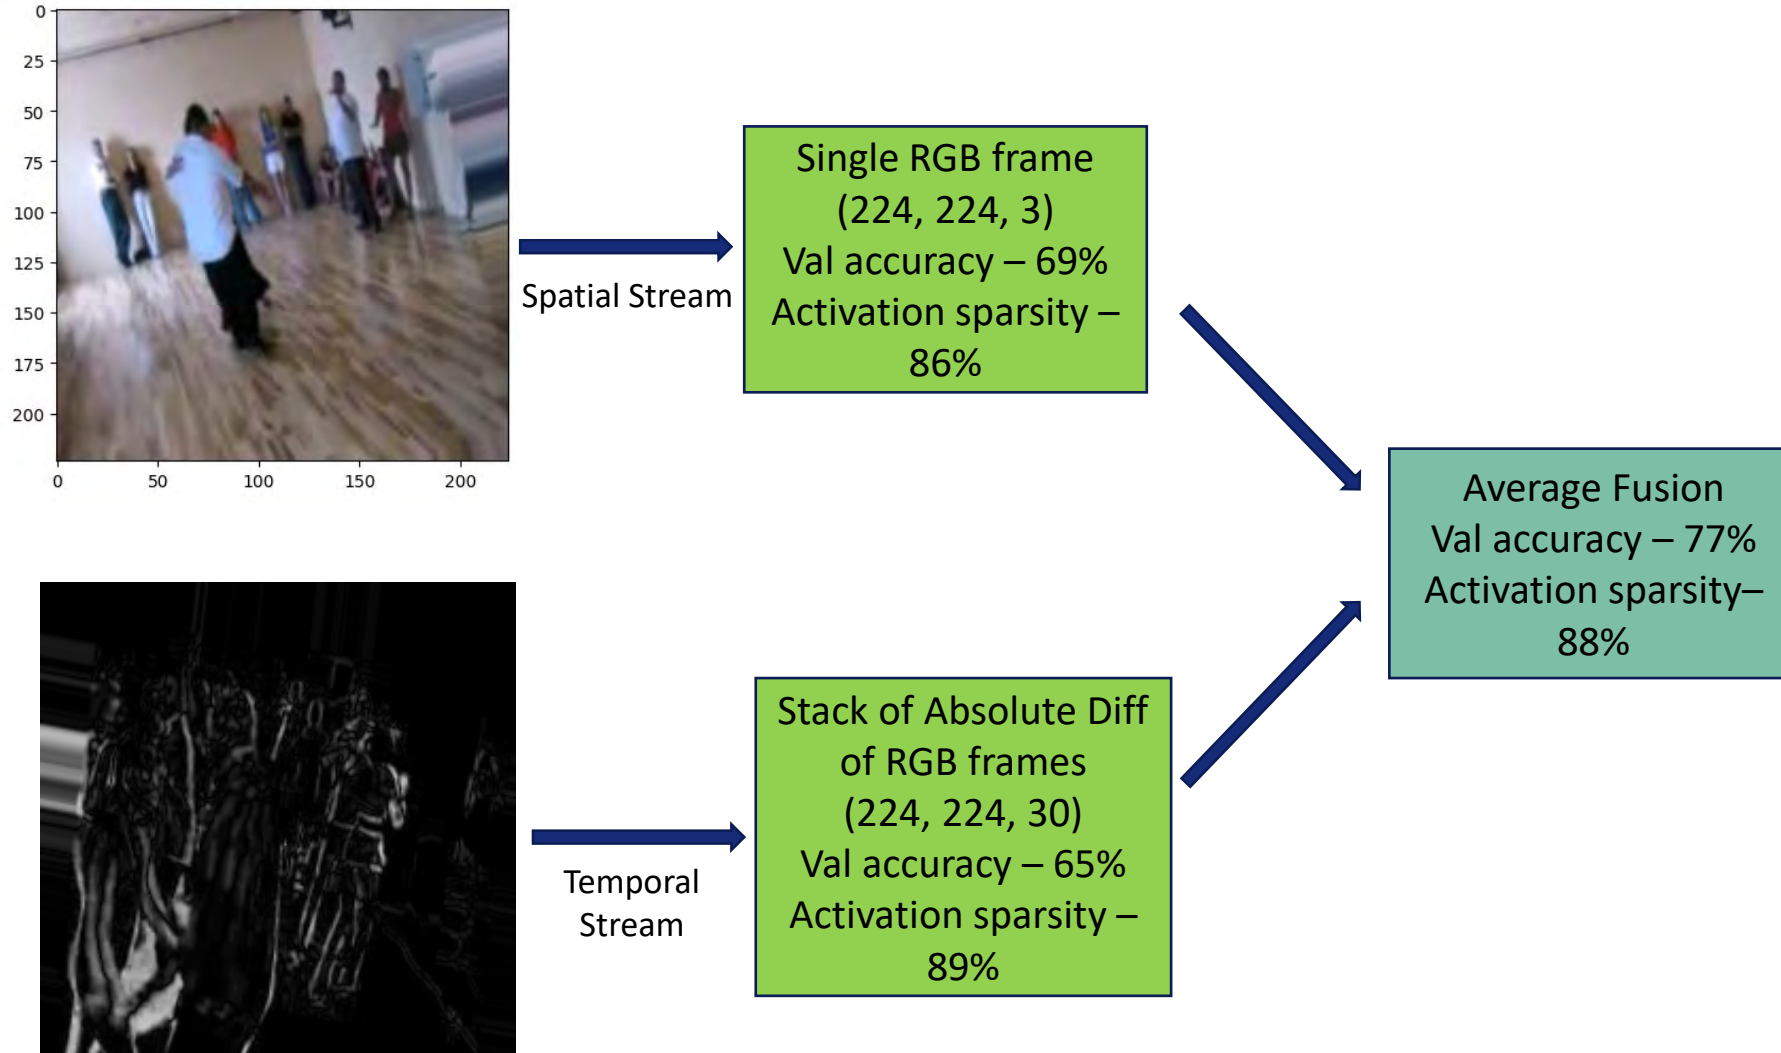 0
25
50
75
100
125
150
175
200
0 50 100 150 200
Spatial Stream
Single RGB frame
(224, 224, 3)
Val accuracy – 69%
Activation sparsity –
86%
Temporal
Stream
Stack of Absolute Diff
of RGB frames
(224, 224, 30)
Val accuracy – 65%
Activation sparsity –
89%
Average Fusion
Val accuracy – 77%
Activation sparsity–
88%